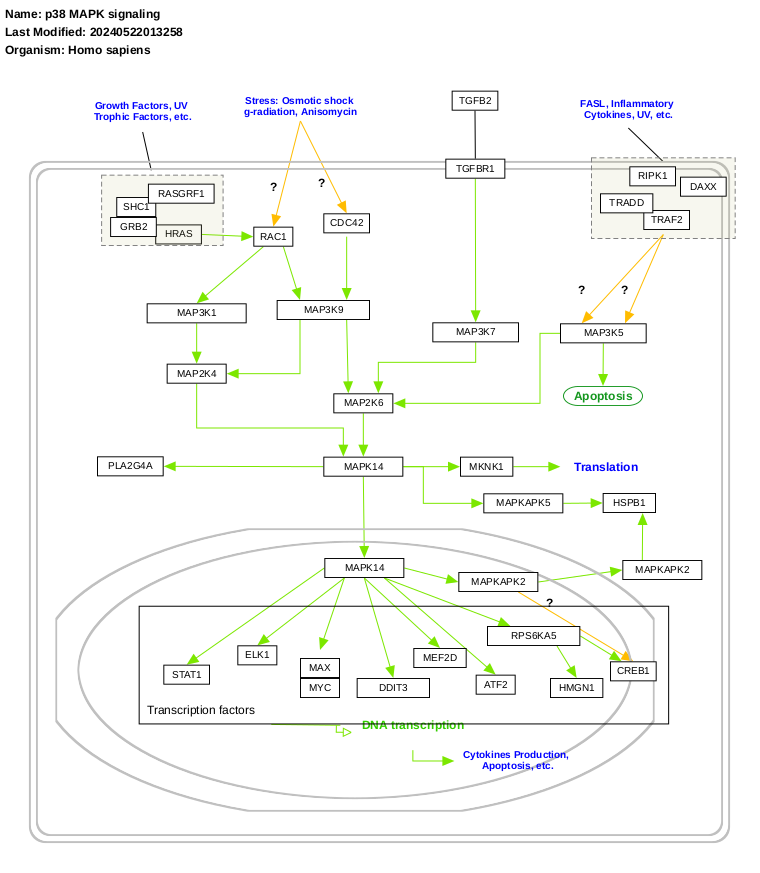 Name: p38 MAPK signaling
Last Modified: 20240522013258
Organism: Homo sapiens
TGFB2
Growth Factors, UV
Trophic Factors, etc.
Stress: Osmotic shock
g-radiation, Anisomycin
FASL, Inflammatory
Cytokines, UV, etc.
TGFBR1
RIPK1
DAXX
RASGRF1
SHC1
GRB2
HRAS
?
?
TRADD
TRAF2
RAC1
CDC42
?
?
MAP3K1
MAP3K9
MAP3K7
MAP3K5
MAP2K4
MAP2K6
Apoptosis
PLA2G4A
MAPK14
MKNK1
Translation
MAPKAPK5
HSPB1
MAPK14
MAPKAPK2
MAPKAPK2
?
RPS6KA5
ELK1
MEF2D
STAT1
MAX
MYC
DDIT3
ATF2
HMGN1
CREB1
Transcription factors
DNA transcription
Cytokines Production,
Apoptosis, etc.